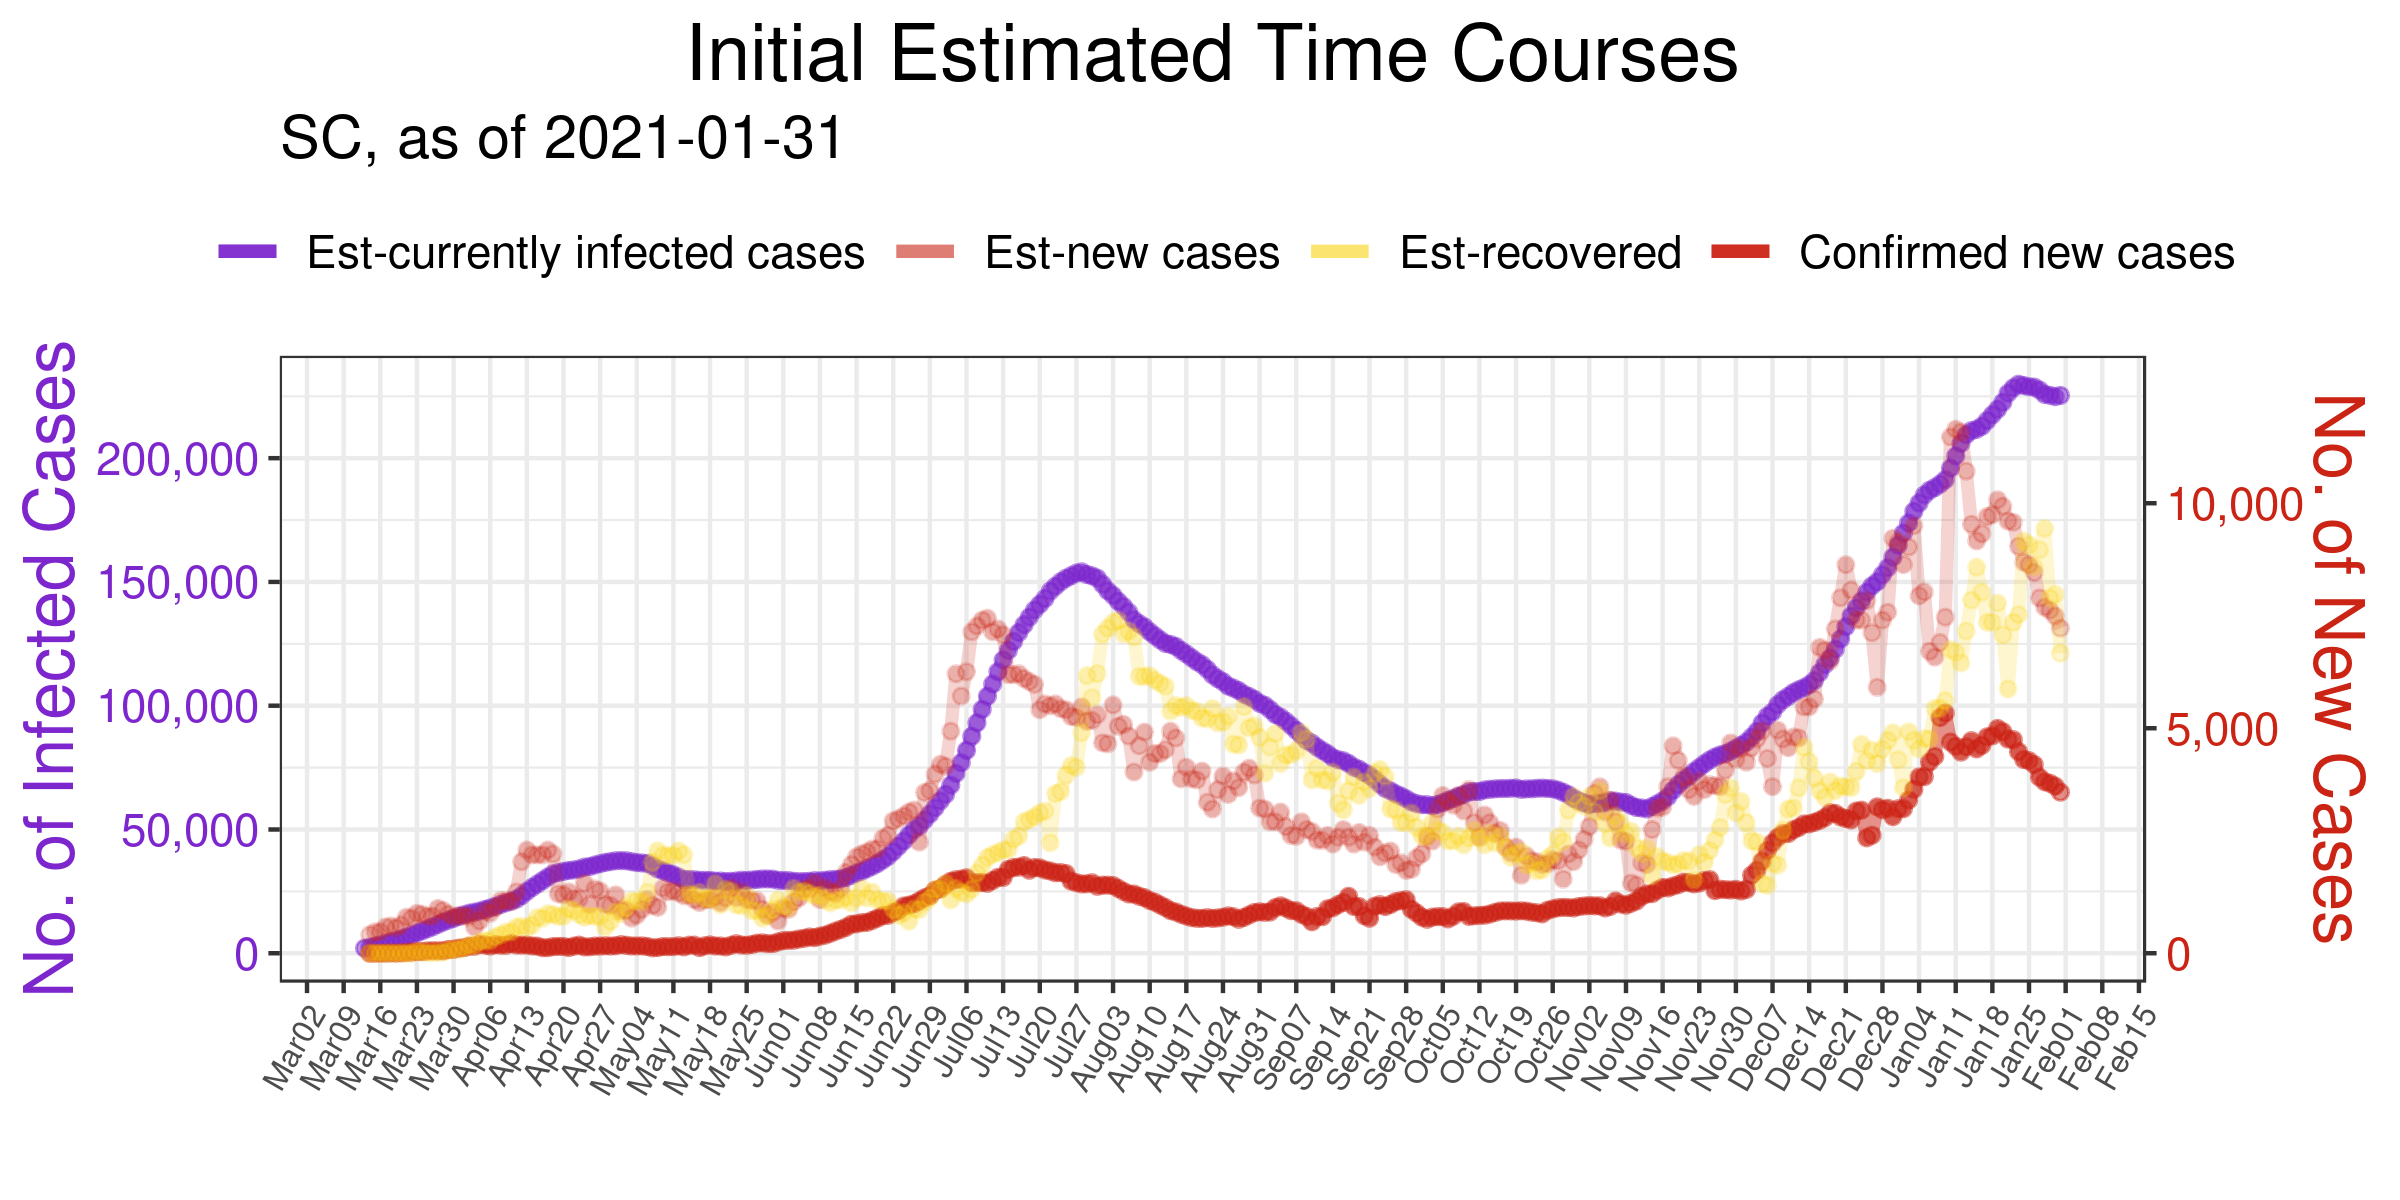 Initial Estimated Time Courses
SC, as of 2021-01-31
Est-currently infected cases
Est-new cases
Est-recovered
Confirmed new cases
No. of Infected Cases
200,000
150,000
100,000
50,000
0
10,000
5,000
0
No. of New Cases
Mar02
Mar09
Mar16
Mar23
Mar30
Apr06
Apr13
Apr20
Apr27
May04
May11
May18
May25
Jun01
Jun08
Jun15
Jun22
Jun29
Jul06
Jul13
Jul20
Jul27
Aug03
Aug10
Aug17
Aug24
Aug31
Sep07
Sep14
Sep21
Sep28
Oct05
Oct12
Oct19
Oct26
Nov02
Nov09
Nov16
Nov23
Nov30
Dec07
Dec14
Dec21
Dec28
Jan04
Jan11
Jan18
Jan25
Feb01
Feb08
Feb15